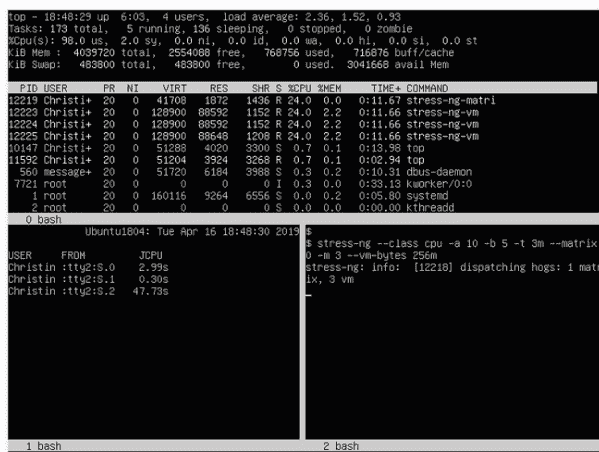 top - 18:48:29 up  6:03,  4 users,  load average: 2.36, 1.52, 0.93
Tasks: 173 total,   5 running, 136 sleeping,   0 stopped,   0 zombie
%Cpu(s): 98.0 us,  2.0 sy,  0.0 ni,  0.0 id,  0.0 wa,  0.0 hi,  0.0 si,  0.0 st
KiB Mem :  4039720 total,  2554088 free,   768756 used,   716876 buff/cache
KiB Swap:   483800 total,   483800 free,        0 used.  3041668 avail Mem
PID USER      PR  NI    VIRT    RES    SHR S %CPU %MEM     TIME+ COMMAND
12219 Christi+  20   0   41708   1872   1436 R 24.0  0.0   0:11.67 stress-ng-matri
12223 Christi+  20   0  128900  88592   1152 R 24.0  2.2   0:11.66 stress-ng-vm
12224 Christi+  20   0  128900  88592   1152 R 24.0  2.2   0:11.66 stress-ng-vm
12225 Christi+  20   0  128900  88648   1208 R 24.0  2.2   0:11.66 stress-ng-vm
10147 Christi+  20   0   51288   4020   3300 S  0.7  0.1   0:13.98 top
11592 Christi+  20   0   51204   3924   3268 R  0.7  0.1   0:02.94 top
560 message+  20   0   51720   6184   3988 S  0.3  0.2   0:10.31 dbus-daemon
7721 root      20   0       0      0      0 I  0.3  0.0   0:33.13 kworker/0:0
1 root      20   0  160116   9264   6556 S  0.0  0.2   0:05.80 systemd
2 root      20   0       0      0      0 S  0.0  0.0   0:00.00 kthreadd
0 bash
Ubuntu1804: Tue Apr 16 18:48:30 2019
USER     FROM         JCPU
Christin :tty2:S.0   2.99s
Christin :tty2:S.1   0.30s
Christin :tty2:S.2  47.73s
1 bash
$
$ stress-ng --class cpu -a 10 -b 5 -t 3m --matrix
0 -m 3 --vm-bytes 256m
stress-ng: info:  [12218] dispatching hogs: 1 matr
ix, 3 vm
2 bash